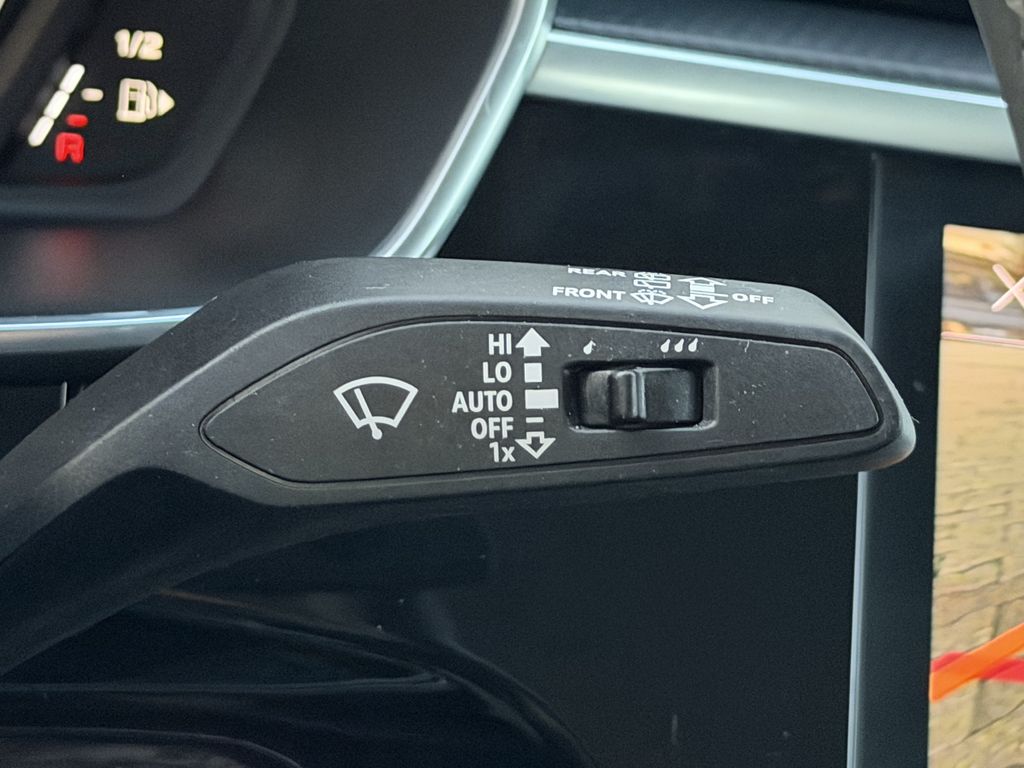 1/2
R
REAR
FRONT OFF
HI
LO
AUTO
OFF
1x